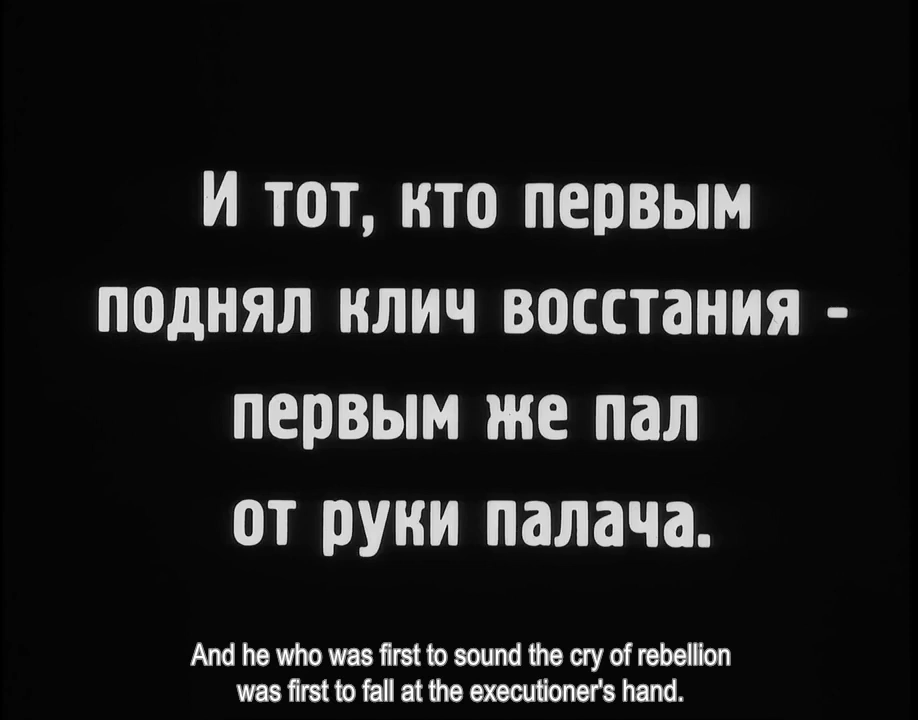 И тот, кто первым
поднял клич восстания -
первым же пал
от руки палача.
And he who was first to sound the cry of rebellion
was first to fall at the executioner's hand.